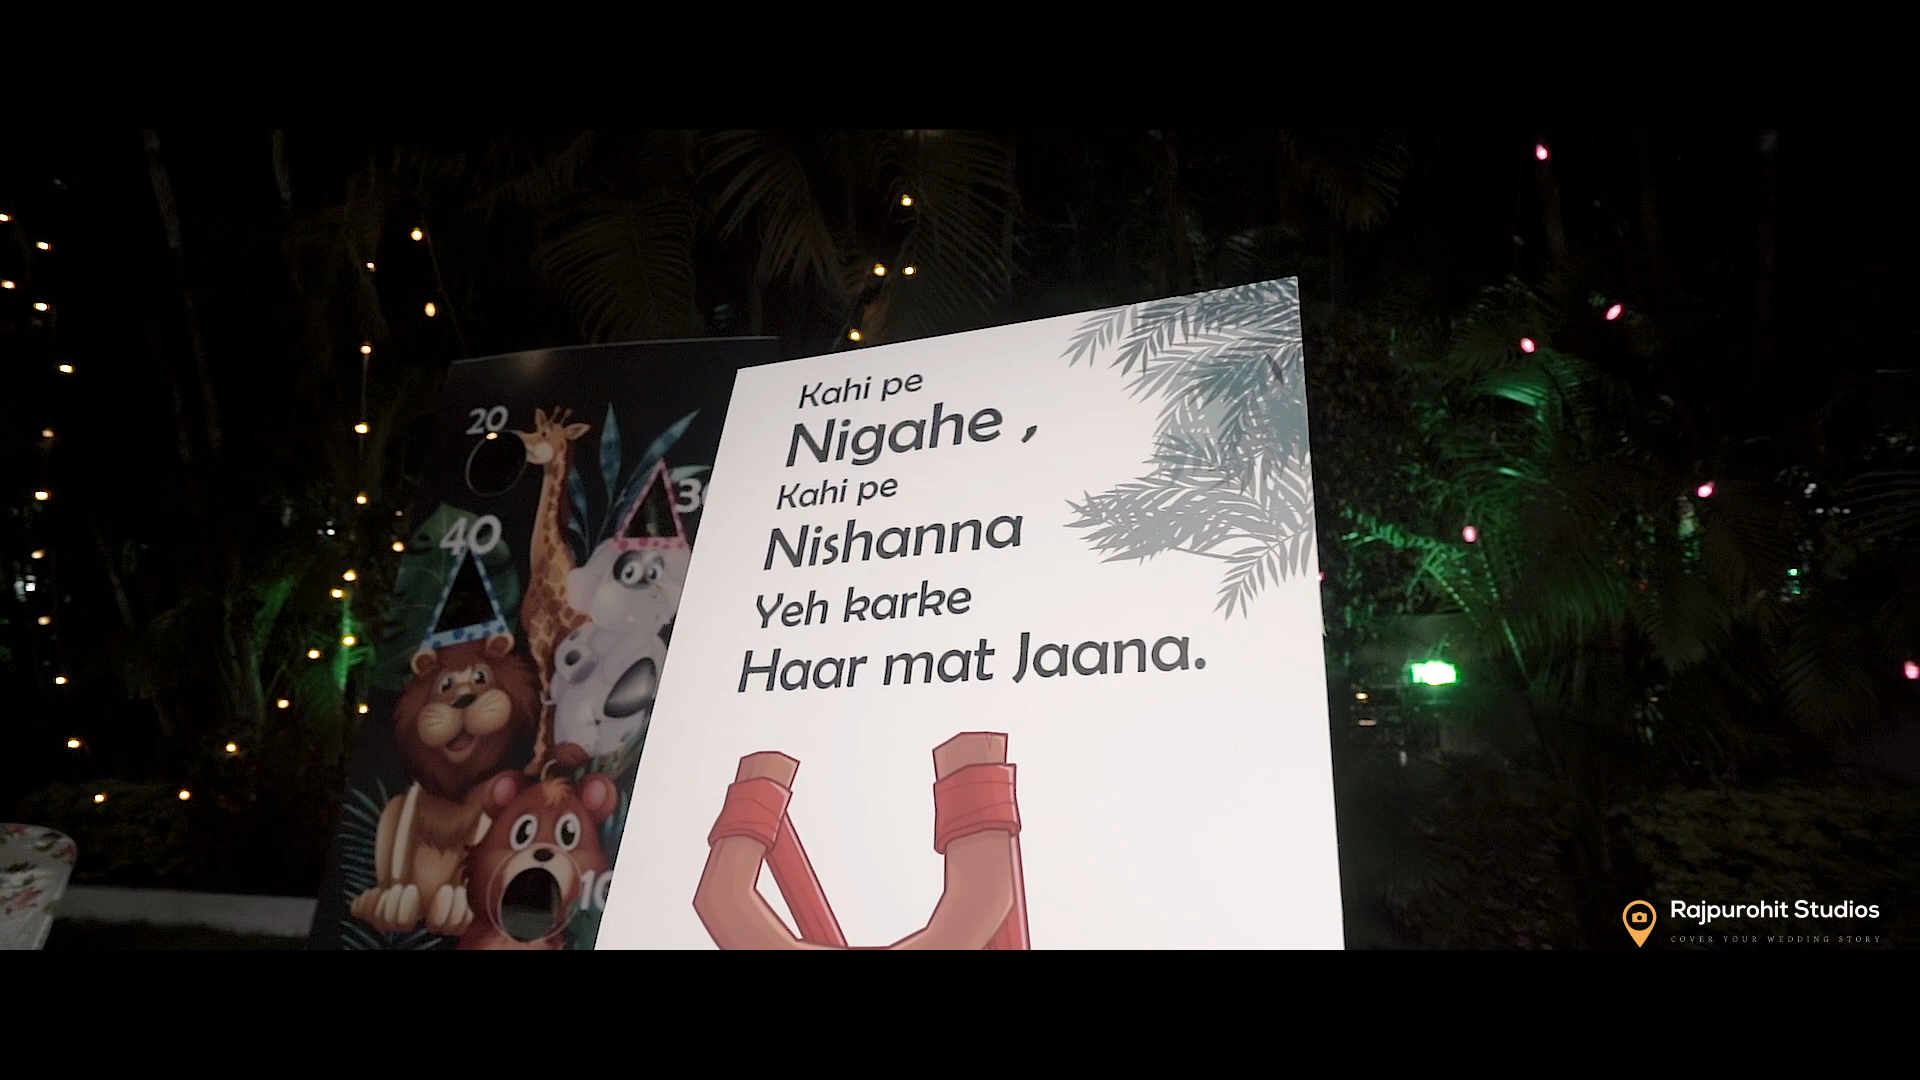 Kahi pe
Nigahe ,
Kahi pe
Nishanna
Yeh karke
Haar mat Jaana.
20
40
Rajpurohit Studios
COVER YOUR WEDDING STORY